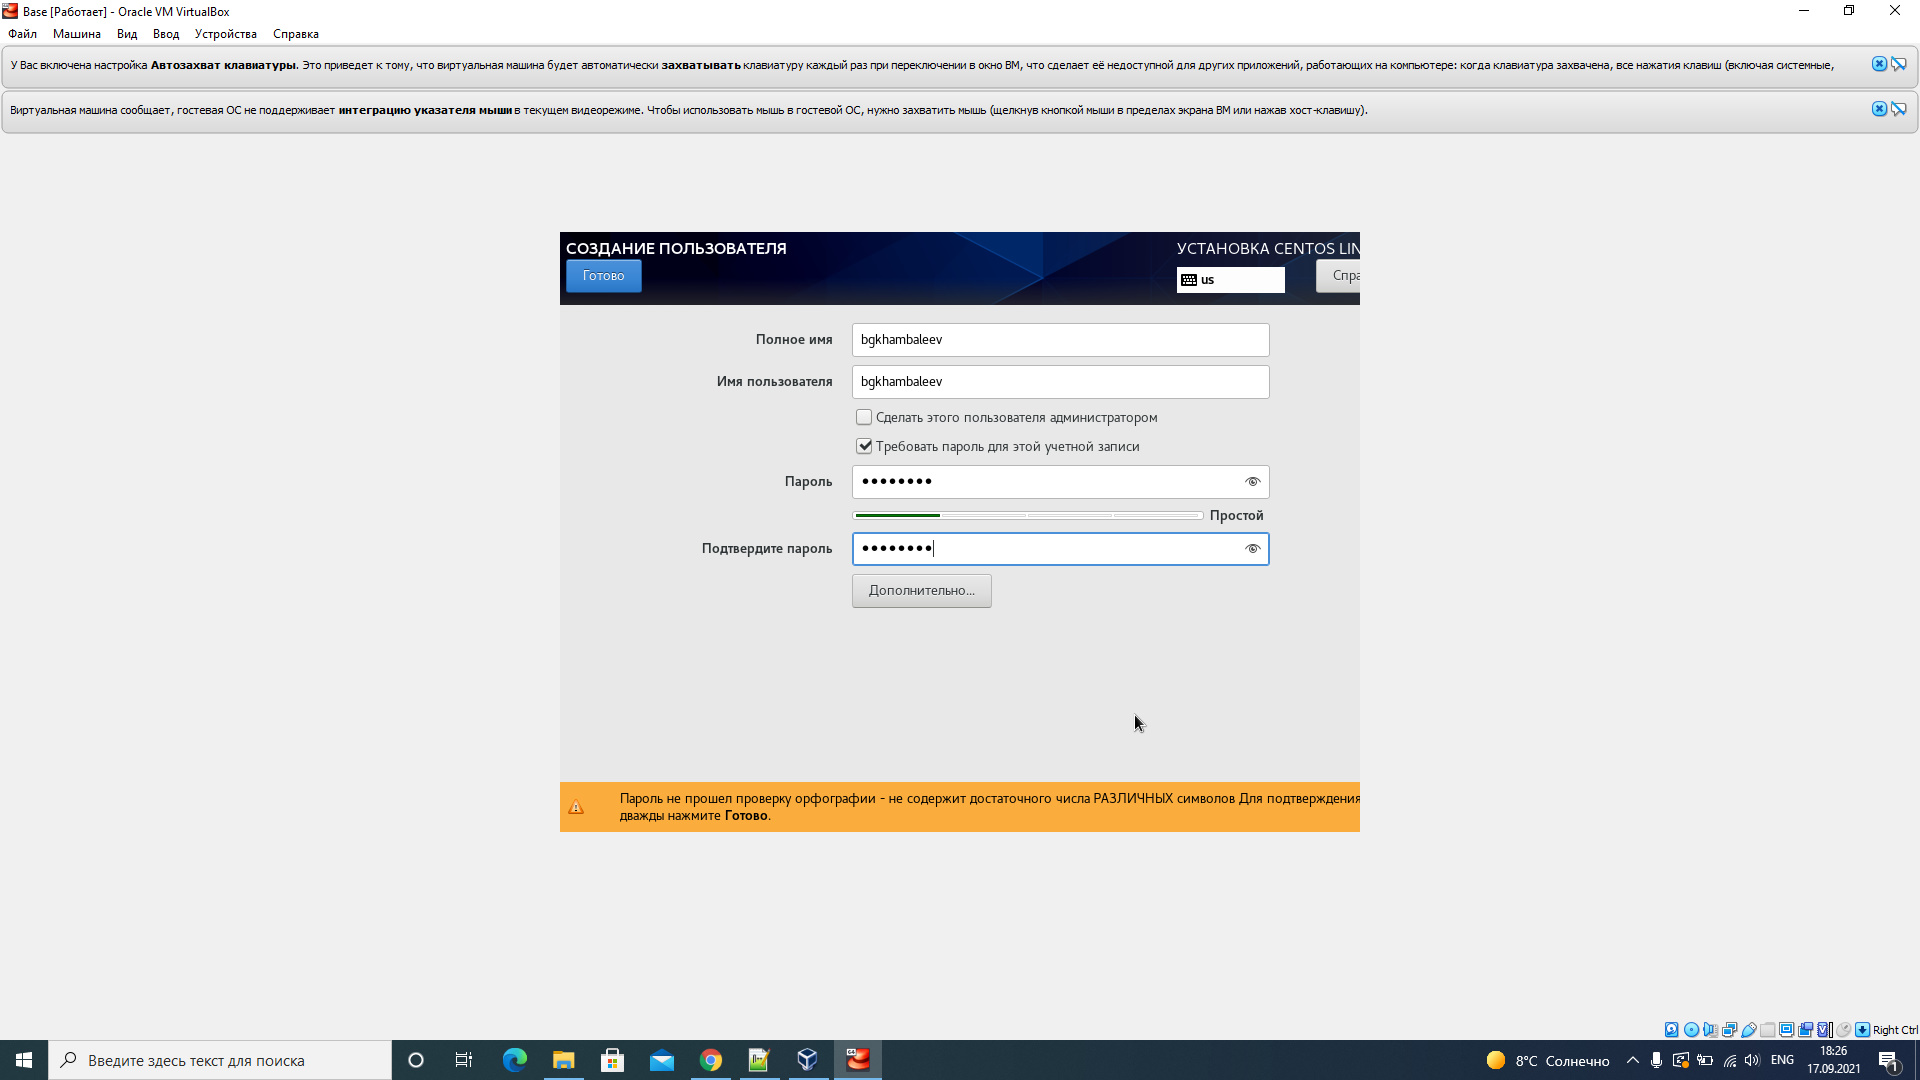 Base [Работает] - Oracle VM VirtualBox
Файл Машина Вид Ввод Устройства Справка
У Вас включена настройка Автозахват клавиатуры. Это приведет к тому, что виртуальная машина будет автоматически захватывать клавиатуру каждый раз при переключении в окно ВМ, что сделает её недоступной для других приложений, работающих на компьютере: когда клавиатура захвачена, все нажатия клавиш (включая системные,
Виртуальная машина сообщает, гостевая ОС не поддерживает интеграцию указателя мыши в текущем видеорежиме. Чтобы использовать мышь в гостевой ОС, нужно захватить мышь (щелкнув кнопкой мыши в пределах экрана ВМ или нажав хост-клавишу).
СОЗДАНИЕ ПОЛЬЗОВАТЕЛЯ УСТАНОВКА CENTOS LIN
Готово us Спра
Полное имя bgkhambaleev
Имя пользователя bgkhambaleev
Сделать этого пользователя администратором
Требовать пароль для этой учетной записи
Пароль ●●●●●●●●
Простой
Подтвердите пароль ●●●●●●●●
Дополнительно...
Пароль не прошел проверку орфографии - не содержит достаточного числа РАЗЛИЧНЫХ символов Для подтверждения
дважды нажмите Готово.
Right Ctrl
Введите здесь текст для поиска 8°C Солнечно ENG 18:26
17.09.2021 1